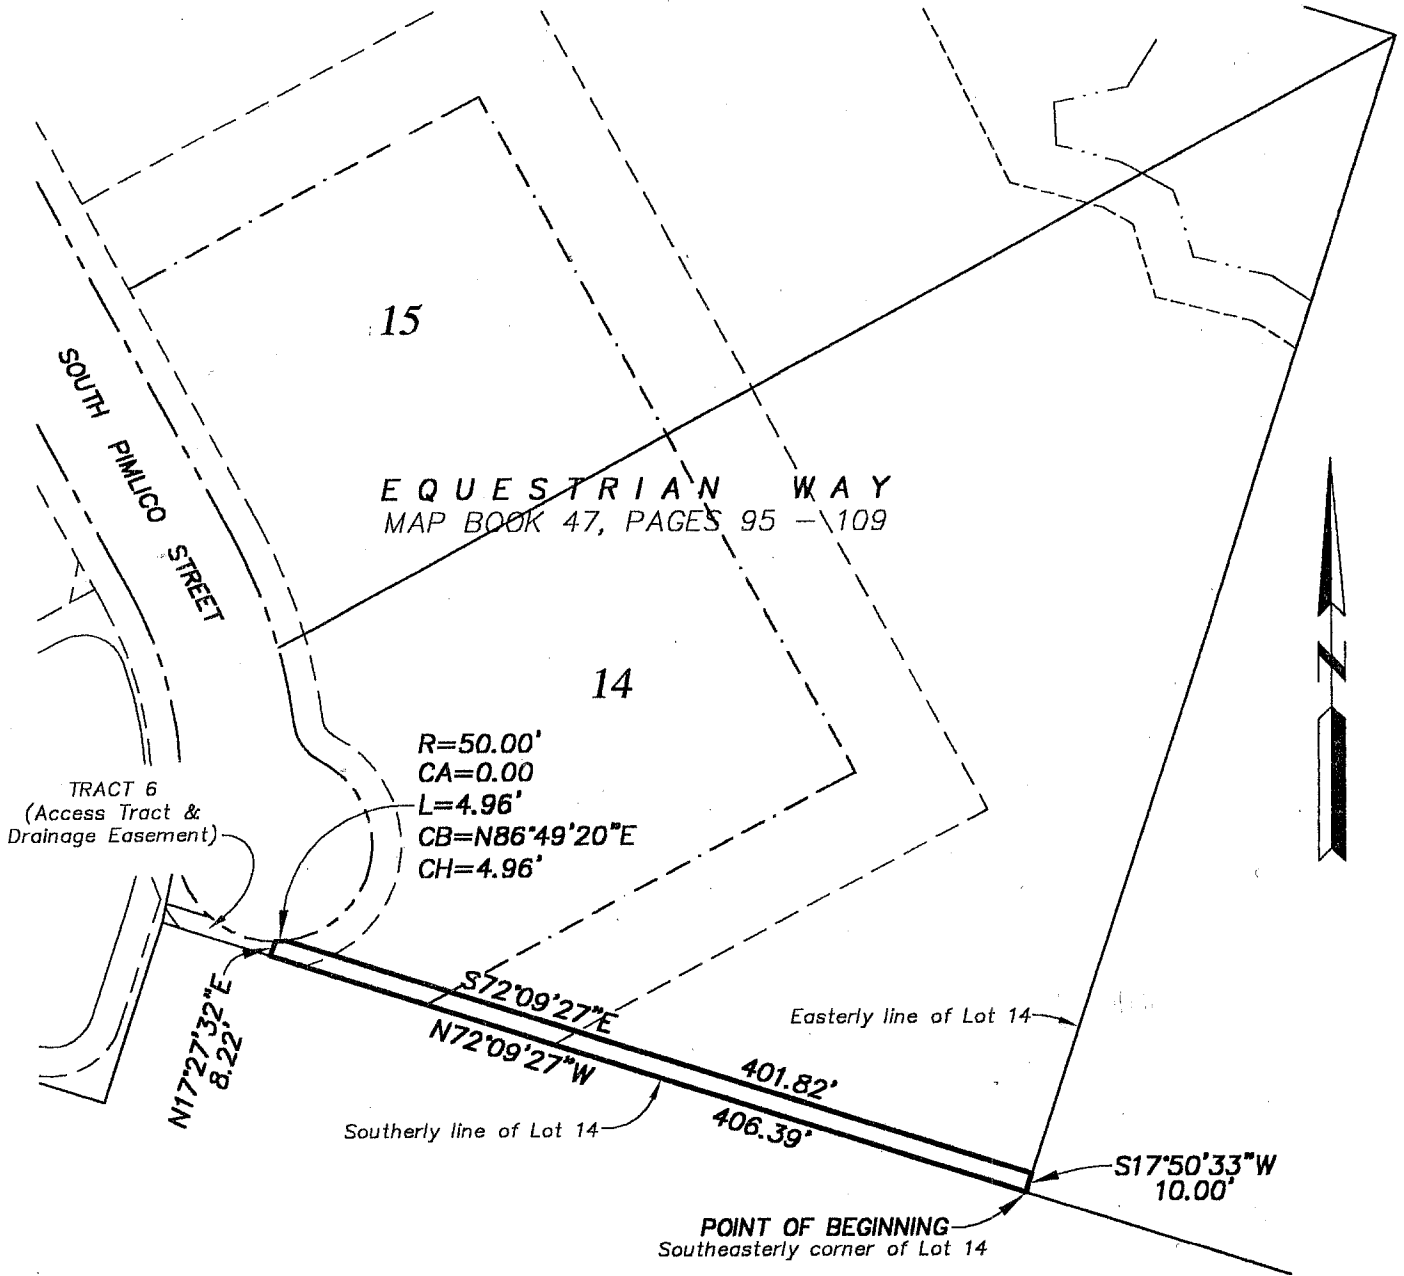 15
SOUTH PIMLICO STREET
EQUESTRIAN WAY
MAP BOOK 47, PAGES 95 - 109
14
R=50.00'
CA=0.00
L=4.96'
CB=N86°49'20"E
CH=4.96'
TRACT 6
(Access Tract &
Drainage Easement)
N
N17°27'32"E
8.22'
S72°09'27"E
401.82'
N72°09'27"W
406.39'
Easterly line of Lot 14
Southerly line of Lot 14
S17°50'33"W
10.00'
POINT OF BEGINNING
Southeasterly corner of Lot 14